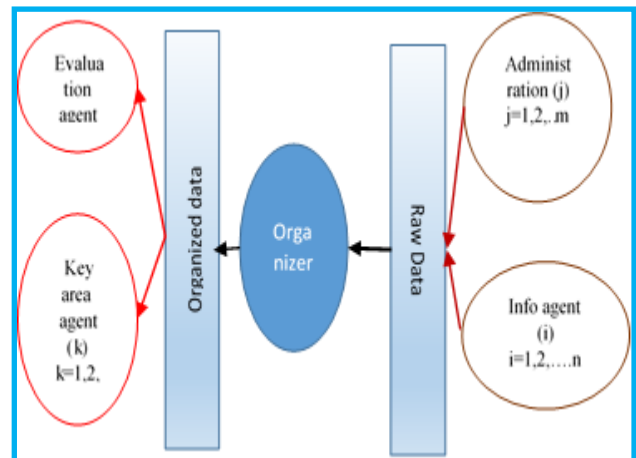 Evalua
tion
agent
Key
area
agent
(k)
k=1,2,
Organized data
Orga
nizer
Raw Data
Administ
ration (j)
j=1,2,..m
Info agent
(i)
i=1,2,....n